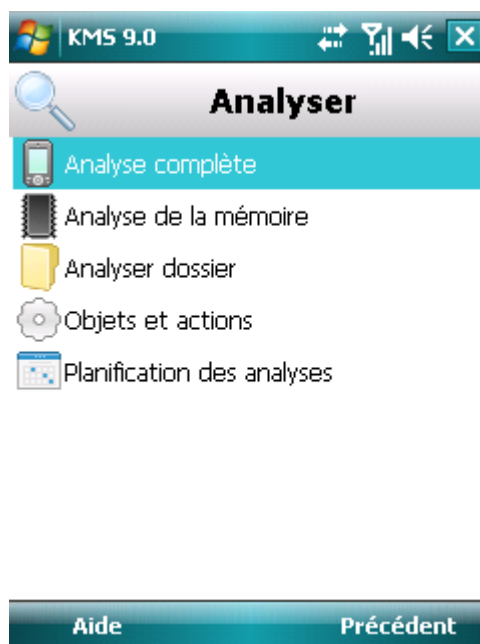 KMS 9.0
Analyser
Analyse complète
Analyse de la mémoire
Analyser dossier
Objets et actions
Planification des analyses
Aide Précédent